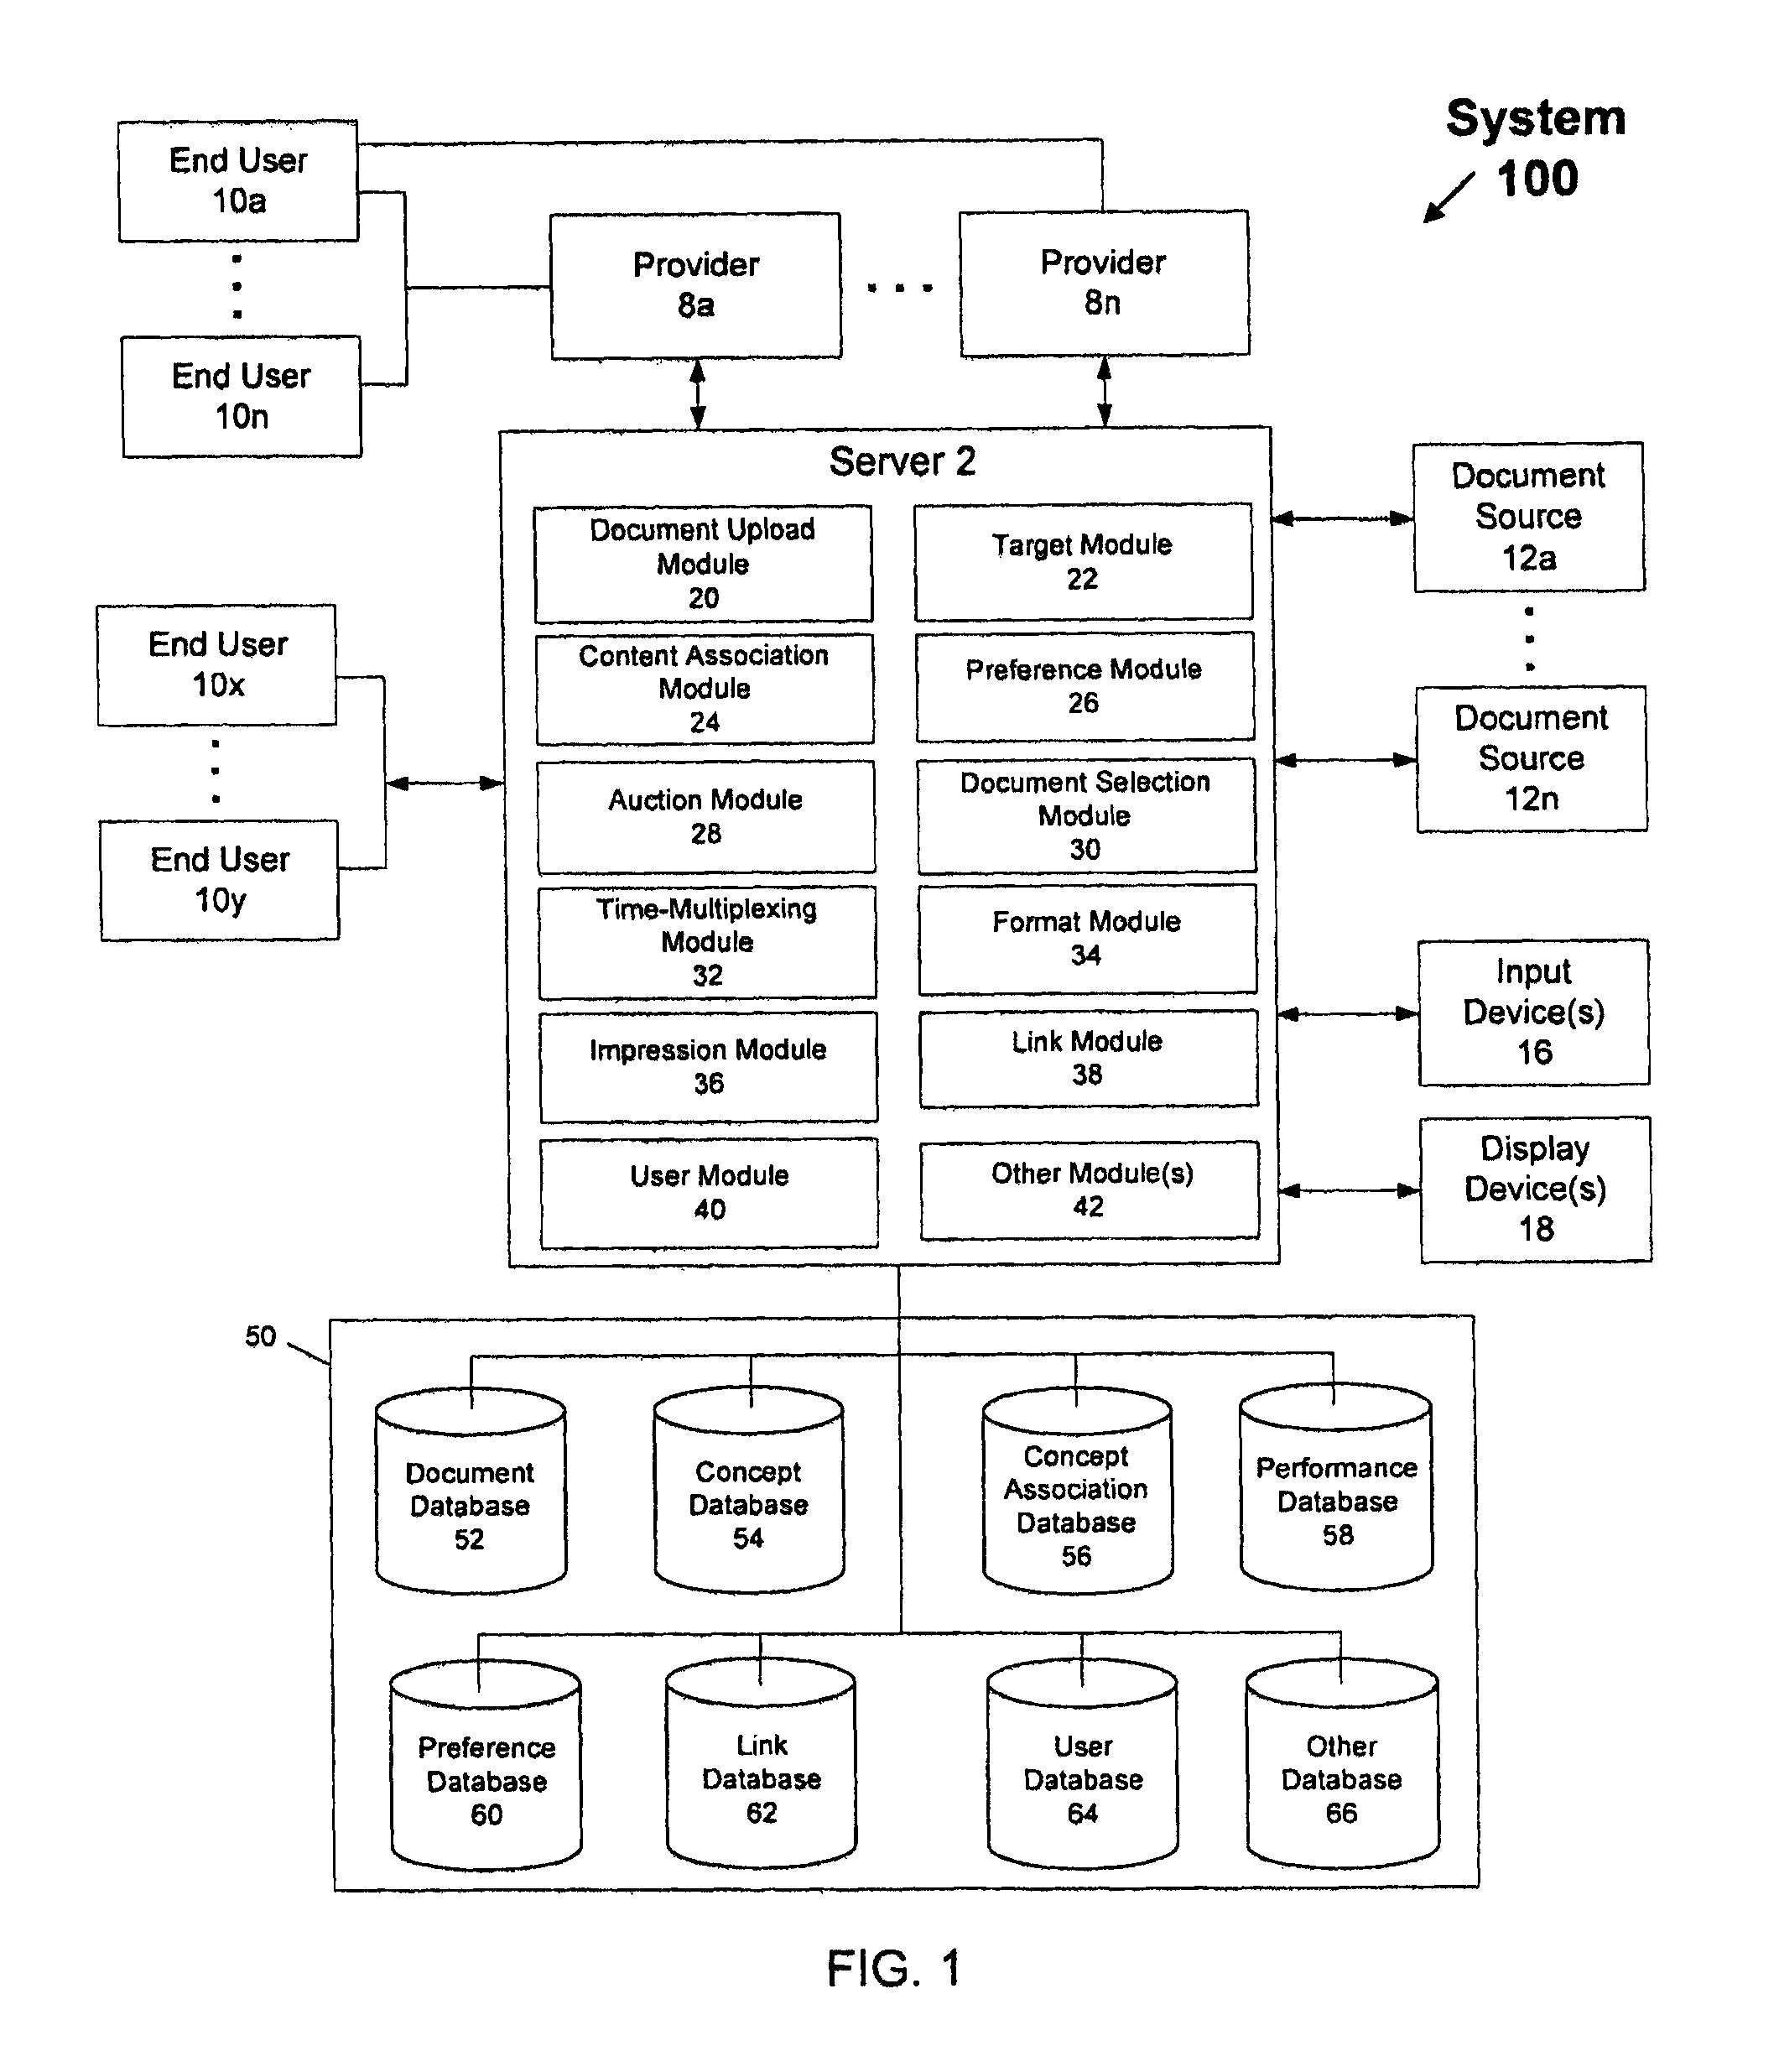 System
100
End User
10a
End User
10n
Provider
8a
Provider
8n
Server 2
Document Upload
Module
20
Target Module
22
Content Association
Module
24
Preference Module
26
Auction Module
28
Document Selection
Module
30
Time-Multiplexing
Module
32
Format Module
34
Impression Module
36
Link Module
38
User Module
40
Other Module(s)
42
End User
10x
End User
10y
Document
Source
12a
Document
Source
12n
Input
Device(s)
16
Display
Device(s)
18
50
Document
Database
52
Concept
Database
54
Concept
Association
Database
56
Performance
Database
58
Preference
Database
60
Link
Database
62
User
Database
64
Other
Database
66
FIG. 1